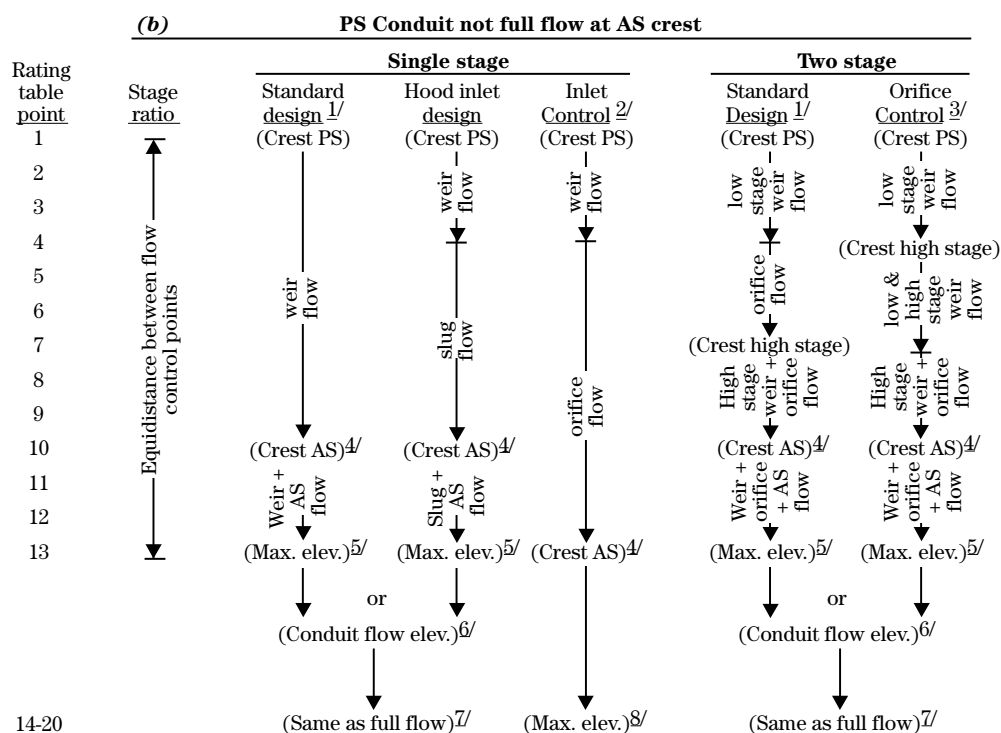 (b) PS Conduit not full flow at AS crest
Single stage Two stage
Rating
table
point
Stage
ratio
Standard
design 1/
Hood inlet
design
Inlet
Control 2/
Standard
Design 1/
Orifice
Control 3/
1 (Crest PS) (Crest PS) (Crest PS) (Crest PS) (Crest PS)
2
3
4 (Crest high stage)
5
6
7 (Crest high stage)
8
9
10 (Crest AS)4/ (Crest AS)4/ (Crest AS)4/ (Crest AS)4/
11
12
13 (Max. elev.)5/ (Max. elev.)5/ (Crest AS)4/ (Max. elev.)5/ (Max. elev.)5/
Equidistance between flow
control points
weir
flow
Weir +
AS
flow
weir
flow
slug
flow
Slug +
AS
flow
weir
flow
orifice
flow
low
stage
weir
flow
orifice
flow
High
stage
weir +
orifice
flow
Weir +
orifice
+ AS
flow
low
stage
weir
flow
low &
high
stage
weir
flow
High
stage
weir +
orifice
flow
Weir +
orifice
+ AS
flow
or or
(Conduit flow elev.)6/ (Conduit flow elev.)6/
14-20 (Same as full flow)7/ (Max. elev.)8/ (Same as full flow)7/